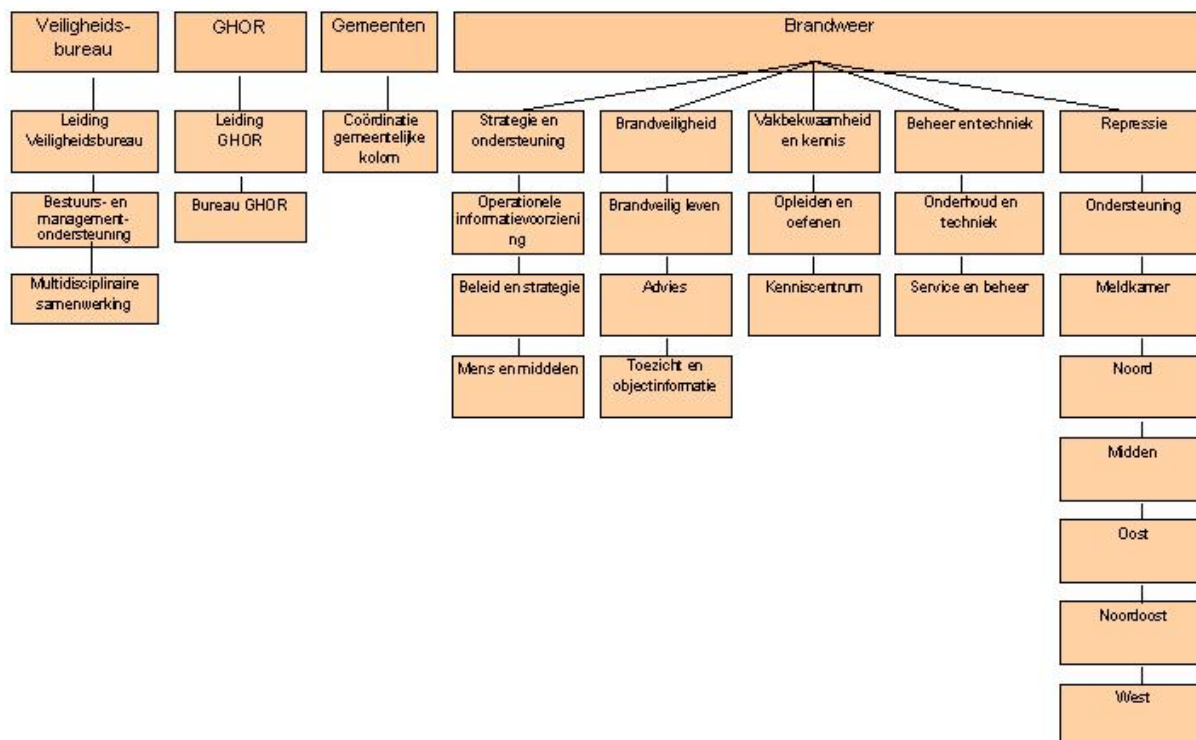 Veiligheids-
bureau
GHOR
Gemeenten
Brandweer
Leiding
Veiligheidsbureau
Leiding
GHOR
Coördinatie
gemeentelijke
kolom
Strategie en
ondersteuning
Brandveiligheid
Vakbekwaamheid
en kennis
Beheer en techniek
Repressie
Bestuurs- en
management-
ondersteuning
Bureau GHOR
Operationele
informatievoorzieni
ng
Brandveilig leven
Opleiden en
oefenen
Onderhoud en
techniek
Ondersteuning
Multidisciplinaire
samenwerking
Beleid en strategie
Advies
Kenniscentrum
Service en beheer
Meldkamer
Mens en middelen
Toezicht en
objectinformatie
Noord
Midden
Oost
Noordoost
West